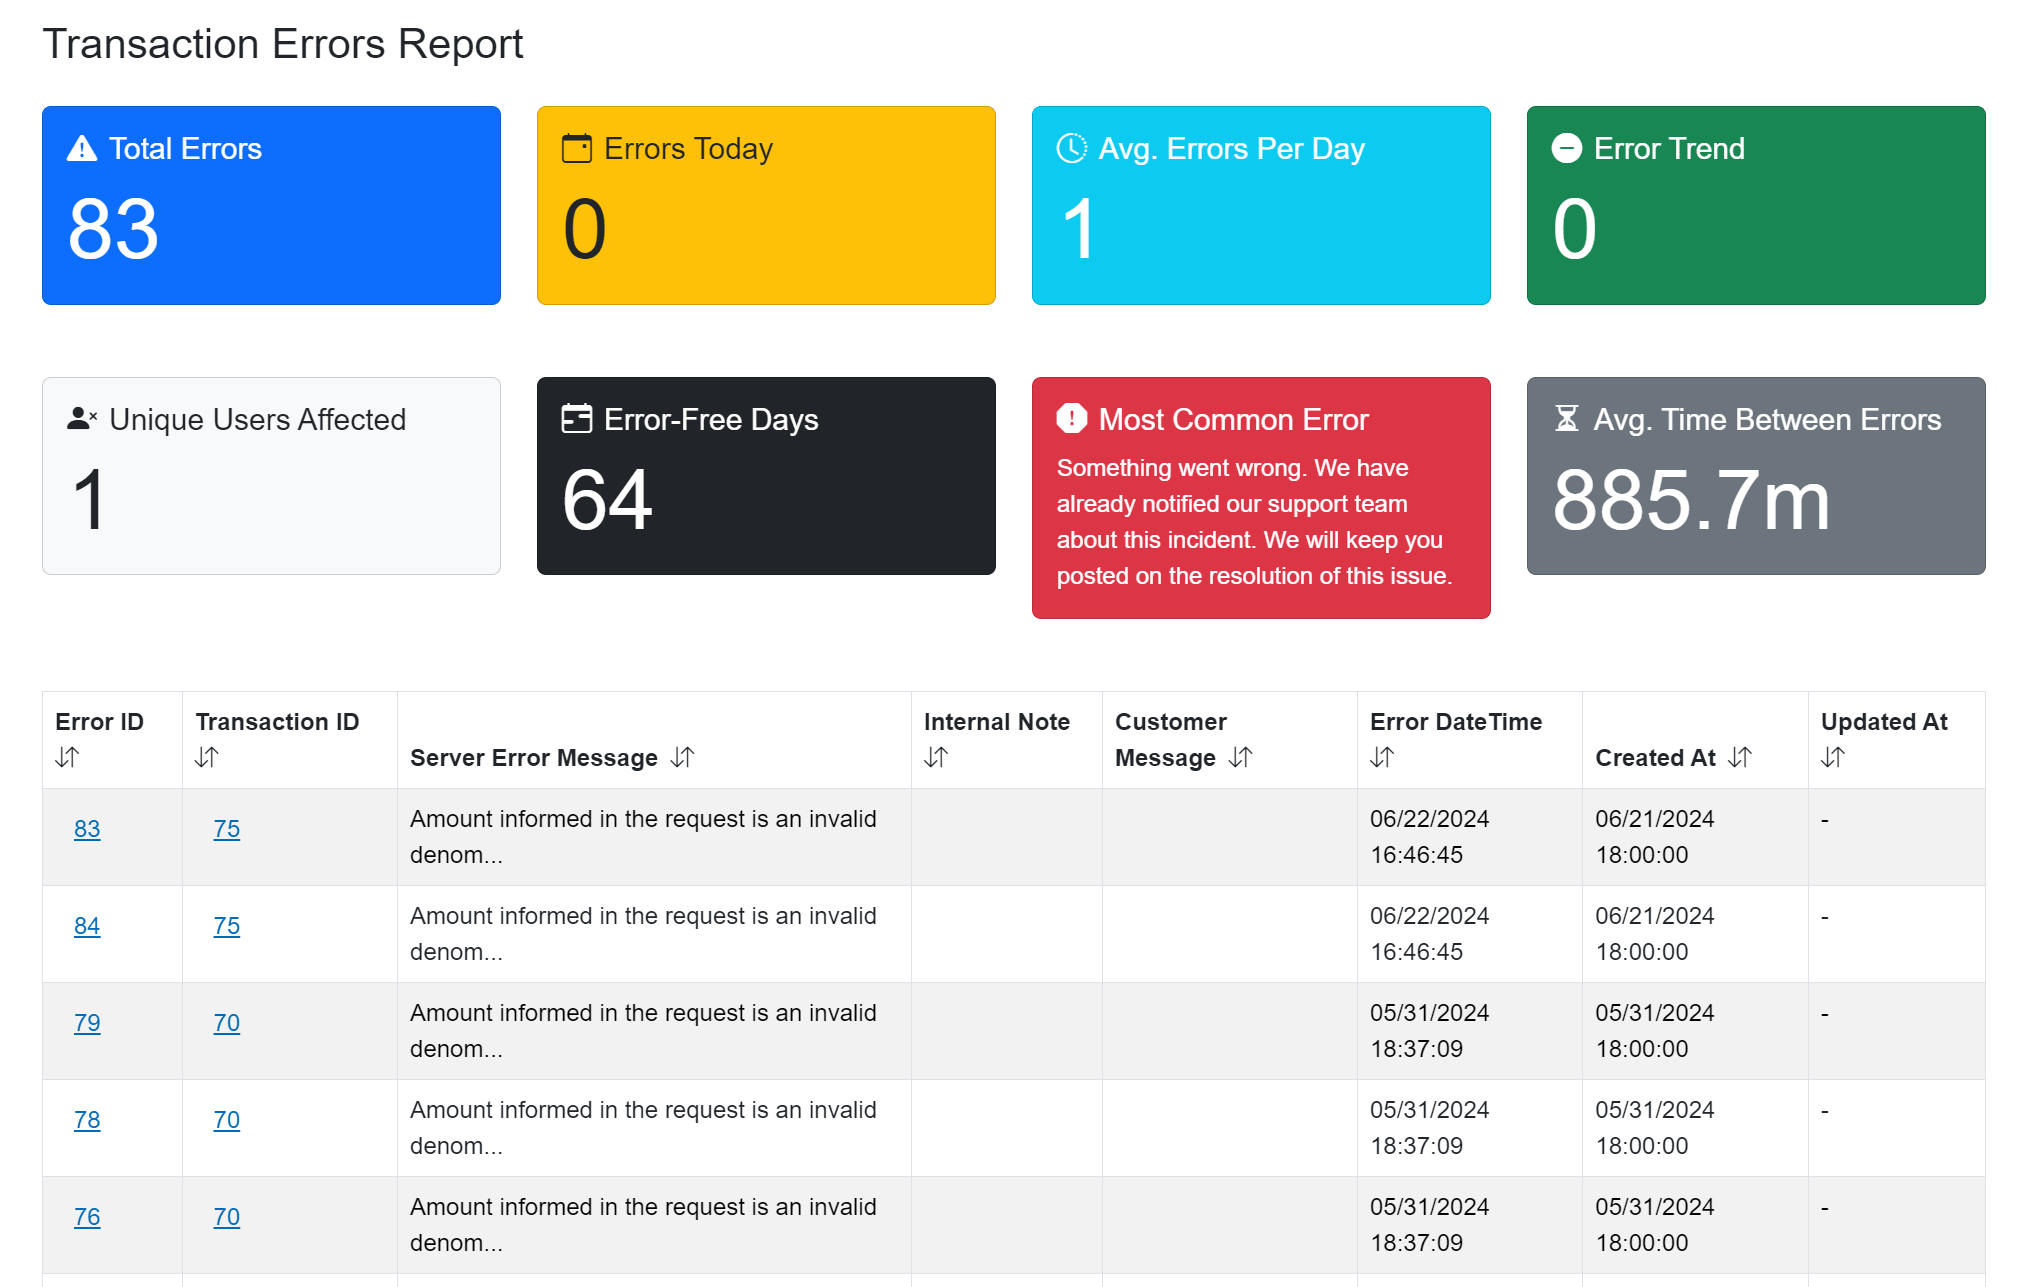 Transaction Errors Report
Total Errors
83
Errors Today
0
Avg. Errors Per Day
1
Error Trend
0
Unique Users Affected
1
Error-Free Days
64
Most Common Error
Something went wrong. We have
already notified our support team
about this incident. We will keep you
posted on the resolution of this issue.
Avg. Time Between Errors
885.7m
Error ID
Transaction ID
Server Error Message
Internal Note
Customer
Message
Error DateTime
Created At
Updated At
83
75
Amount informed in the request is an invalid
denom...
06/22/2024
16:46:45
06/21/2024
18:00:00
-
84
75
Amount informed in the request is an invalid
denom...
06/22/2024
16:46:45
06/21/2024
18:00:00
-
79
70
Amount informed in the request is an invalid
denom...
05/31/2024
18:37:09
05/31/2024
18:00:00
-
78
70
Amount informed in the request is an invalid
denom...
05/31/2024
18:37:09
05/31/2024
18:00:00
-
76
70
Amount informed in the request is an invalid
denom...
05/31/2024
18:37:09
05/31/2024
18:00:00
-